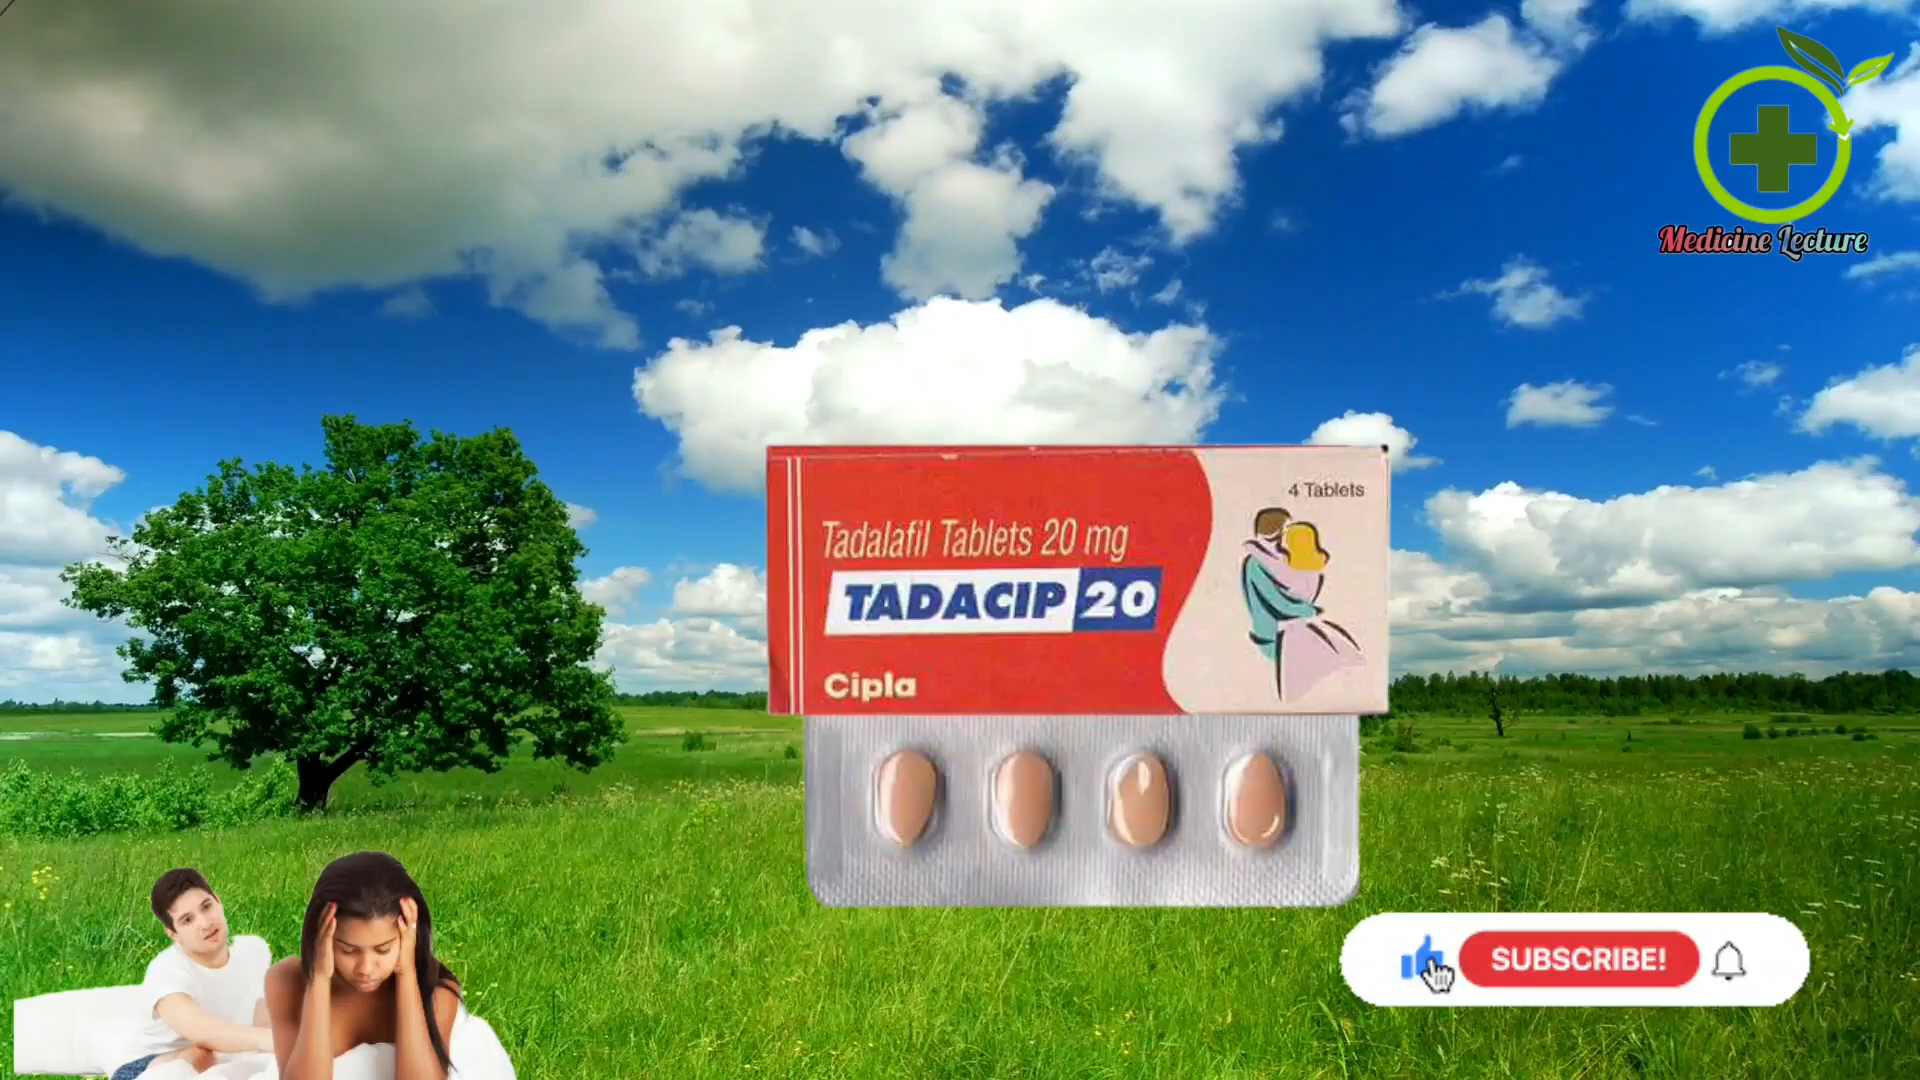 Medicine Lecture
4 Tablets
Tadalafil Tablets 20 mg
TADACIP 20
Cipla
SUBSCRIBE!